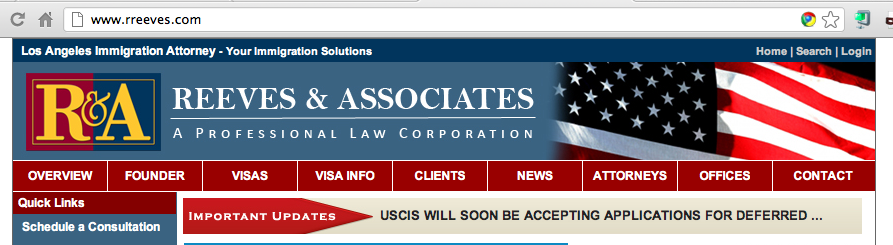 www.rreeves.com
Los Angeles Immigration Attorney - Your Immigration Solutions
Home | Search | Login
R&A
REEVES & ASSOCIATES
A PROFESSIONAL LAW CORPORATION
OVERVIEW FOUNDER VISAS VISA INFO CLIENTS NEWS ATTORNEYS OFFICES CONTACT
Quick Links
Schedule a Consultation
IMPORTANT UPDATES
USCIS WILL SOON BE ACCEPTING APPLICATIONS FOR DEFERRED ...